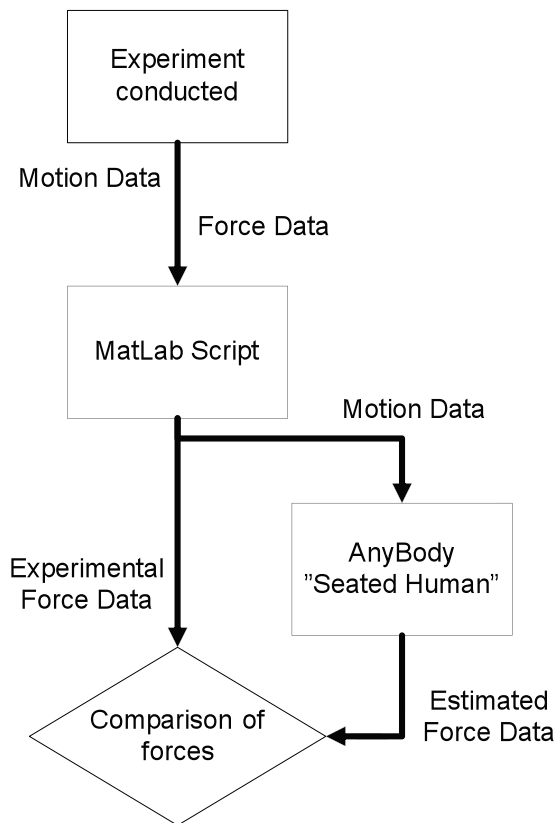 Experiment
conducted
Motion Data
Force Data
MatLab Script
Motion Data
AnyBody
”Seated Human”
Experimental
Force Data
Estimated
Force Data
Comparison of
forces